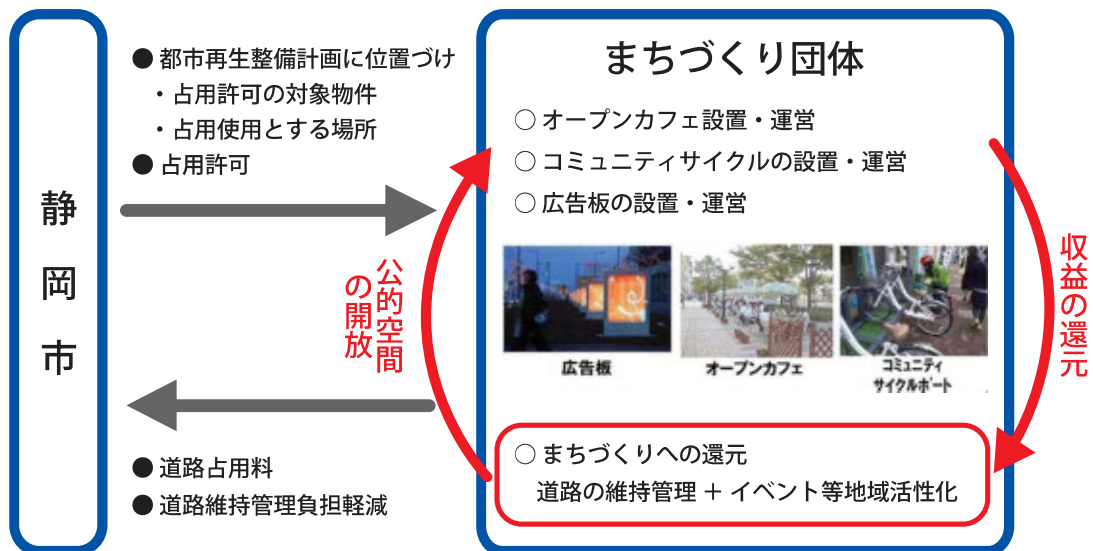 静岡市
● 都市再生整備計画に位置づけ
・占用許可の対象物件
・占用使用とする場所
● 占用許可
公的空間
の開放
● 道路占用料
● 道路維持管理負担軽減
まちづくり団体
○ オープンカフェ設置・運営
○ コミュニティサイクルの設置・運営
○ 広告板の設置・運営
広告板
オープンカフェ
コミュニティ
サイクルポート
○ まちづくりへの還元
道路の維持管理 + イベント等地域活性化
収益の還元